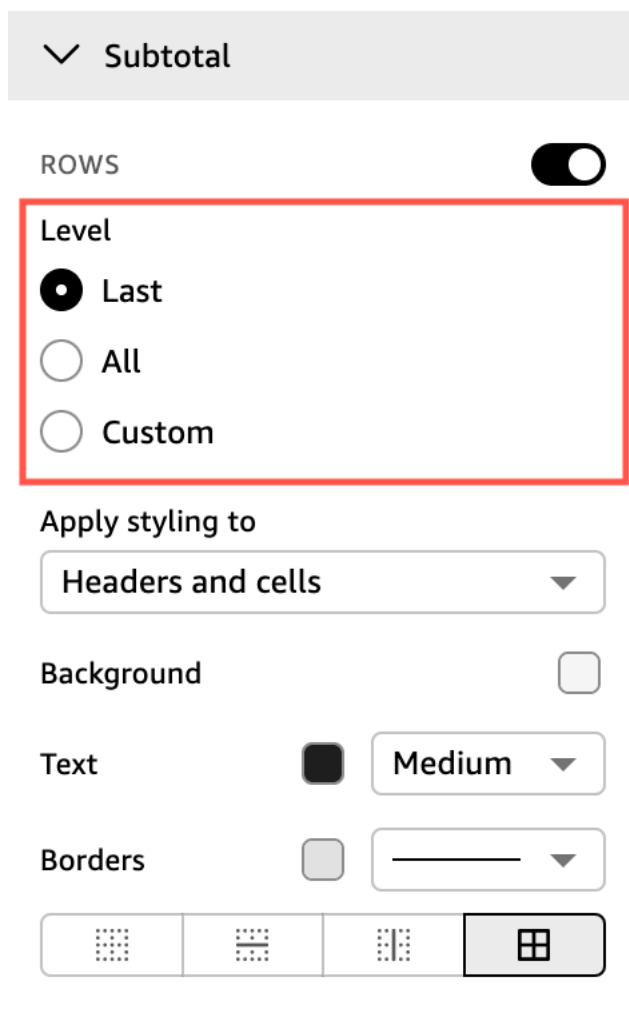 Subtotal
ROWS
Level
Last
All
Custom
Apply styling to
Headers and cells
Background
Text Medium
Borders